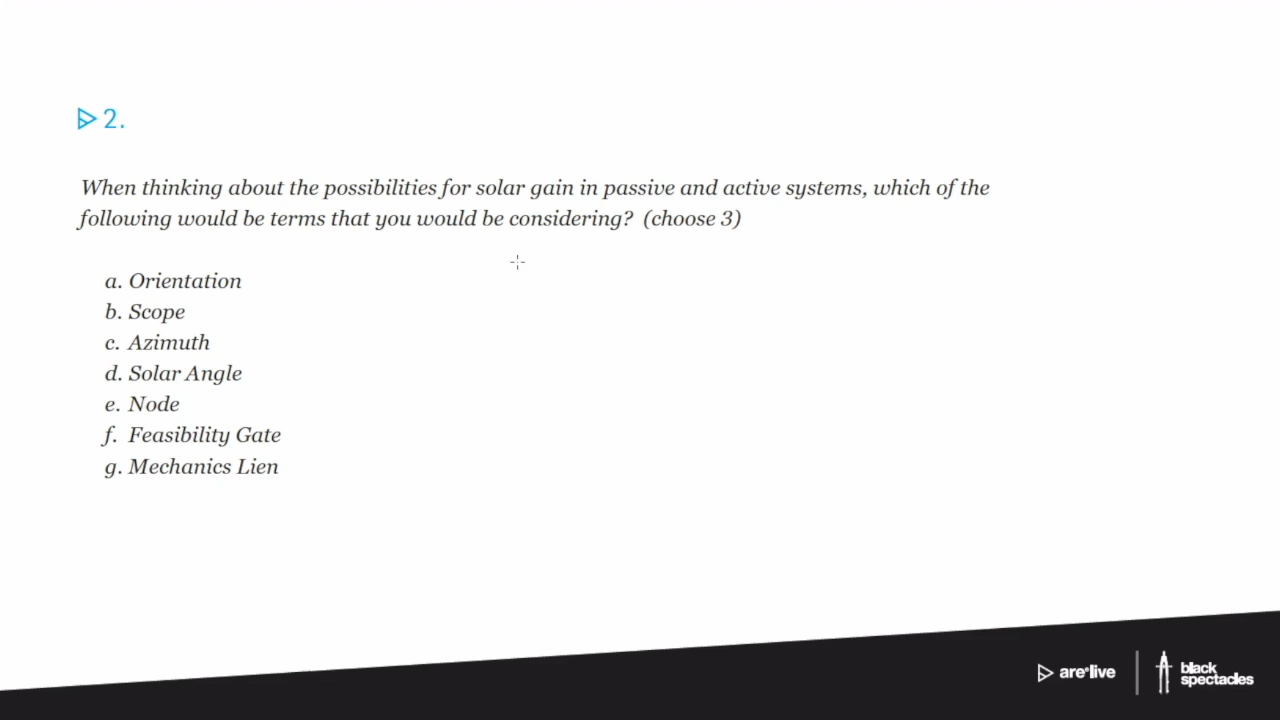 2.
When thinking about the possibilities for solar gain in passive and active systems, which of the
following would be terms that you would be considering? (choose 3)
a. Orientation
b. Scope
c. Azimuth
d. Solar Angle
e. Node
f. Feasibility Gate
g. Mechanics Lien
are live
black
spectacles